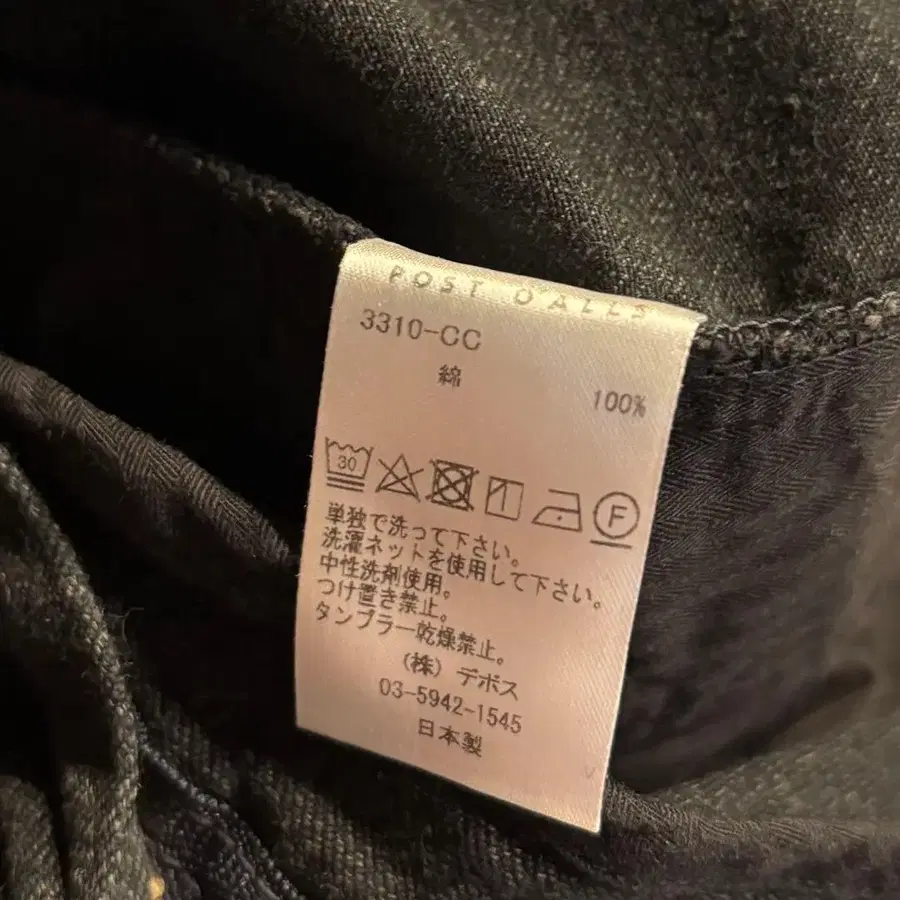 POST O'ALLS
3310-CC
綿
100%
30
F
単独で洗って下さい。
洗濯ネットを使用して下さい。
中性洗剤使用。
つけ置き禁止。
タンブラー乾燥禁止。
(株) デポス
03-5942-1545
日本製